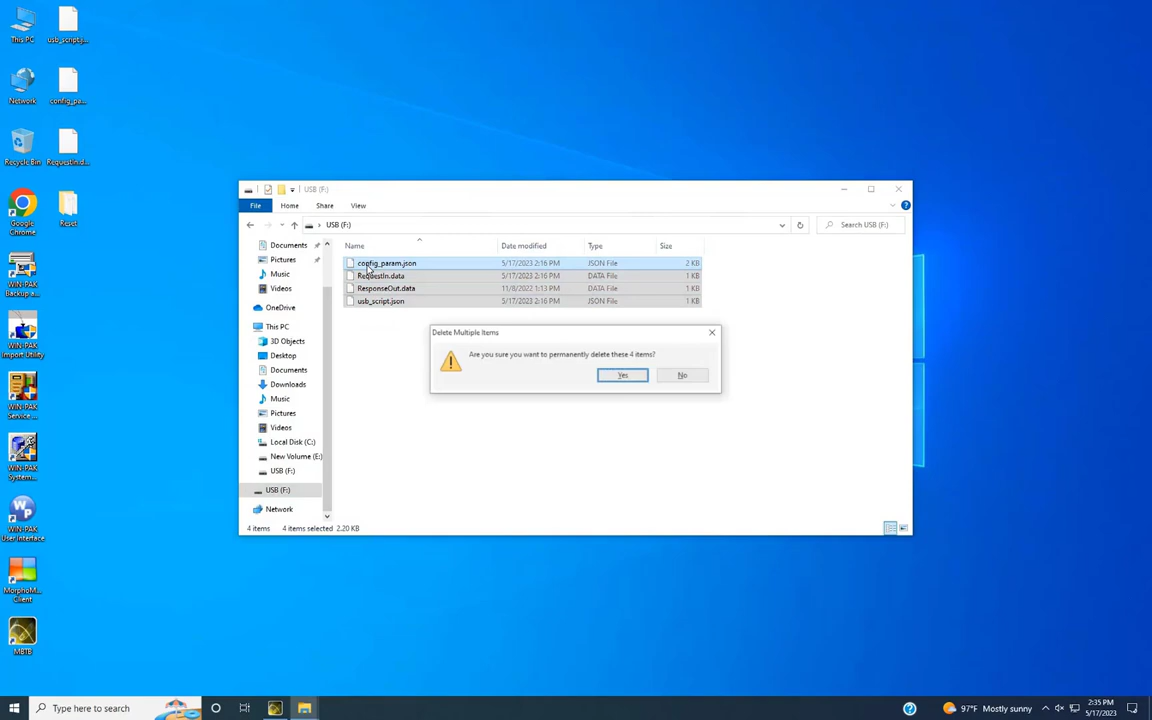 This PC
usb_script.j...
Network
config_pa...
Recycle Bin
RequestIn.d...
Google
Chrome
Reset
WIN-PAK
Backup a...
WIN-PAK
Import Utility
WIN-PAK
Service ...
WIN-PAK
System...
WIN-PAK
User Interface
MorphoM...
Client
MBTB
USB (F:)
File
Home
Share
View
USB (F:)
Search USB (F:)
Name
Date modified
Type
Size
config_param.json
5/17/2023 2:16 PM
JSON File
2 KB
RequestIn.data
5/17/2023 2:16 PM
DATA File
1 KB
ResponseOut.data
11/8/2022 1:13 PM
DATA File
1 KB
usb_script.json
5/17/2023 2:16 PM
JSON File
1 KB
Documents
Pictures
Music
Videos
OneDrive
This PC
3D Objects
Desktop
Documents
Downloads
Music
Pictures
Videos
Local Disk (C:)
New Volume (E:)
USB (F:)
USB (F:)
Network
4 items
4 items selected 2.20 KB
Delete Multiple Items
Are you sure you want to permanently delete these 4 items?
Yes
No
Type here to search
97°F Mostly sunny
2:35 PM
5/17/2023